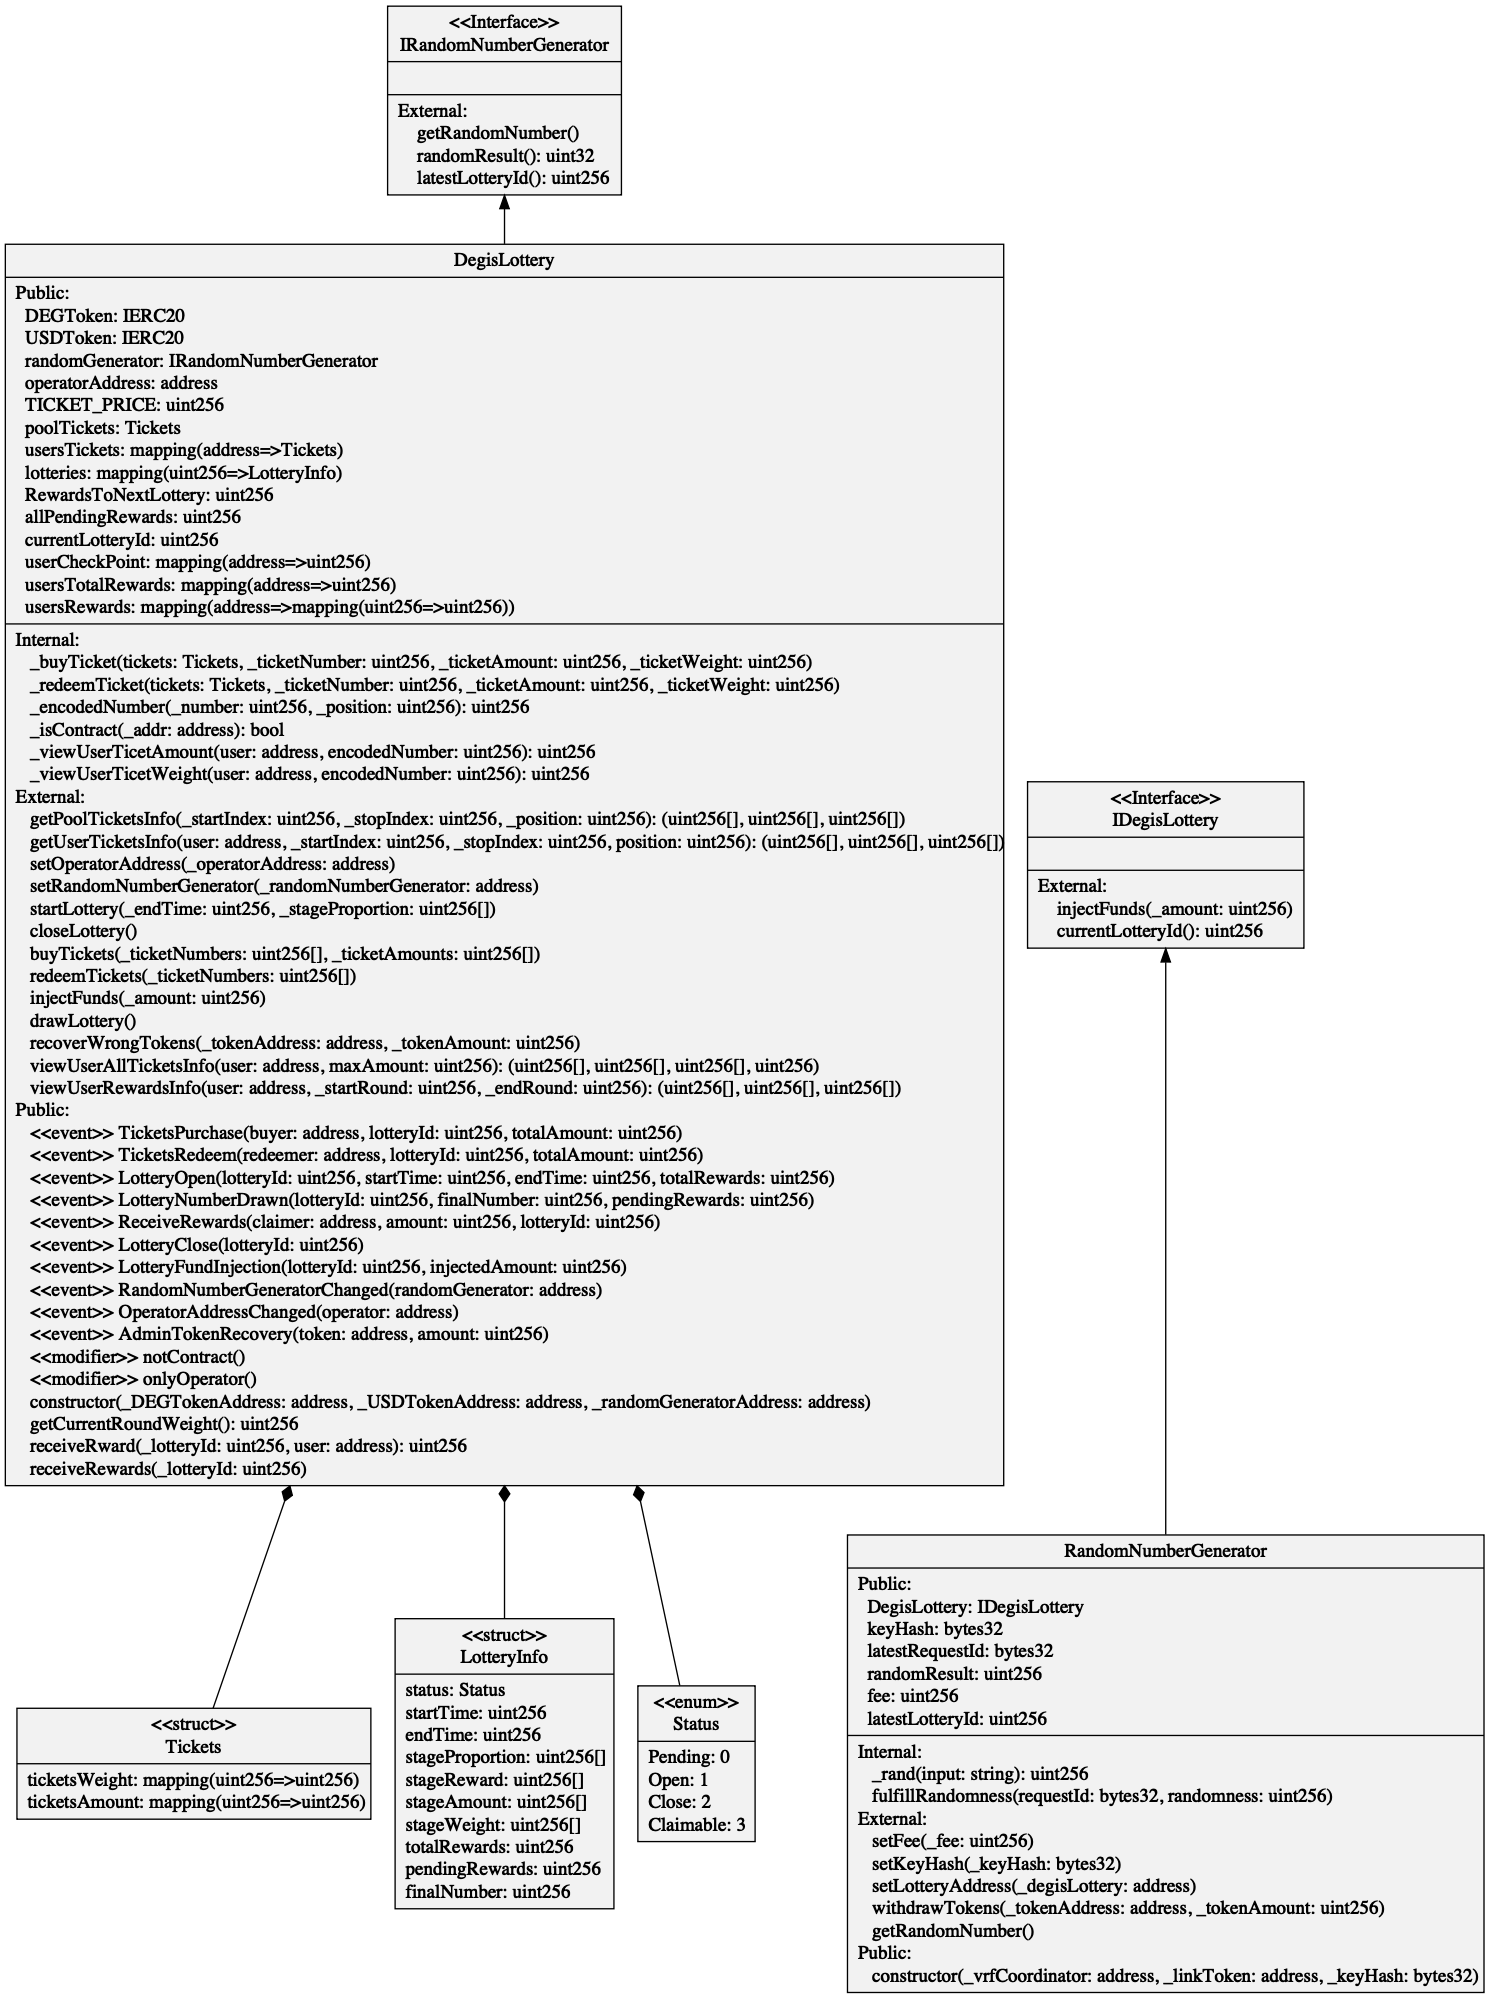 <<Interface>>
IRandomNumberGenerator
External:
getRandomNumber()
randomResult(): uint32
latestLotteryId(): uint256
DegisLottery
Public:
DEGToken: IERC20
USDToken: IERC20
randomGenerator: IRandomNumberGenerator
operatorAddress: address
TICKET_PRICE: uint256
poolTickets: Tickets
usersTickets: mapping(address=>Tickets)
lotteries: mapping(uint256=>LotteryInfo)
RewardsToNextLottery: uint256
allPendingRewards: uint256
currentLotteryId: uint256
userCheckPoint: mapping(address=>uint256)
usersTotalRewards: mapping(address=>uint256)
usersRewards: mapping(address=>mapping(uint256=>uint256))
Internal:
_buyTicket(tickets: Tickets, _ticketNumber: uint256, _ticketAmount: uint256, _ticketWeight: uint256)
_redeemTicket(tickets: Tickets, _ticketNumber: uint256, _ticketAmount: uint256, _ticketWeight: uint256)
_encodedNumber(_number: uint256, _position: uint256): uint256
_isContract(_addr: address): bool
_viewUserTicetAmount(user: address, encodedNumber: uint256): uint256
_viewUserTicetWeight(user: address, encodedNumber: uint256): uint256
External:
getPoolTicketsInfo(_startIndex: uint256, _stopIndex: uint256, _position: uint256): (uint256[], uint256[], uint256[])
getUserTicketsInfo(user: address, _startIndex: uint256, _stopIndex: uint256, position: uint256): (uint256[], uint256[], uint256[])
setOperatorAddress(_operatorAddress: address)
setRandomNumberGenerator(_randomNumberGenerator: address)
startLottery(_endTime: uint256, _stageProportion: uint256[])
closeLottery()
buyTickets(_ticketNumbers: uint256[], _ticketAmounts: uint256[])
redeemTickets(_ticketNumbers: uint256[])
injectFunds(_amount: uint256)
drawLottery()
recoverWrongTokens(_tokenAddress: address, _tokenAmount: uint256)
viewUserAllTicketsInfo(user: address, maxAmount: uint256): (uint256[], uint256[], uint256[], uint256)
viewUserRewardsInfo(user: address, _startRound: uint256, _endRound: uint256): (uint256[], uint256[], uint256[])
Public:
<<event>> TicketsPurchase(buyer: address, lotteryId: uint256, totalAmount: uint256)
<<event>> TicketsRedeem(redeemer: address, lotteryId: uint256, totalAmount: uint256)
<<event>> LotteryOpen(lotteryId: uint256, startTime: uint256, endTime: uint256, totalRewards: uint256)
<<event>> LotteryNumberDrawn(lotteryId: uint256, finalNumber: uint256, pendingRewards: uint256)
<<event>> ReceiveRewards(claimer: address, amount: uint256, lotteryId: uint256)
<<event>> LotteryClose(lotteryId: uint256)
<<event>> LotteryFundInjection(lotteryId: uint256, injectedAmount: uint256)
<<event>> RandomNumberGeneratorChanged(randomGenerator: address)
<<event>> OperatorAddressChanged(operator: address)
<<event>> AdminTokenRecovery(token: address, amount: uint256)
<<modifier>> notContract()
<<modifier>> onlyOperator()
constructor(_DEGTokenAddress: address, _USDTokenAddress: address, _randomGeneratorAddress: address)
getCurrentRoundWeight(): uint256
receiveRward(_lotteryId: uint256, user: address): uint256
receiveRewards(_lotteryId: uint256)
<<Interface>>
IDegisLottery
External:
injectFunds(_amount: uint256)
currentLotteryId(): uint256
<<struct>>
Tickets
ticketsWeight: mapping(uint256=>uint256)
ticketsAmount: mapping(uint256=>uint256)
<<struct>>
LotteryInfo
status: Status
startTime: uint256
endTime: uint256
stageProportion: uint256[]
stageReward: uint256[]
stageAmount: uint256[]
stageWeight: uint256[]
totalRewards: uint256
pendingRewards: uint256
finalNumber: uint256
<<enum>>
Status
Pending: 0
Open: 1
Close: 2
Claimable: 3
RandomNumberGenerator
Public:
DegisLottery: IDegisLottery
keyHash: bytes32
latestRequestId: bytes32
randomResult: uint256
fee: uint256
latestLotteryId: uint256
Internal:
_rand(input: string): uint256
fulfillRandomness(requestId: bytes32, randomness: uint256)
External:
setFee(_fee: uint256)
setKeyHash(_keyHash: bytes32)
setLotteryAddress(_degisLottery: address)
withdrawTokens(_tokenAddress: address, _tokenAmount: uint256)
getRandomNumber()
Public:
constructor(_vrfCoordinator: address, _linkToken: address, _keyHash: bytes32)